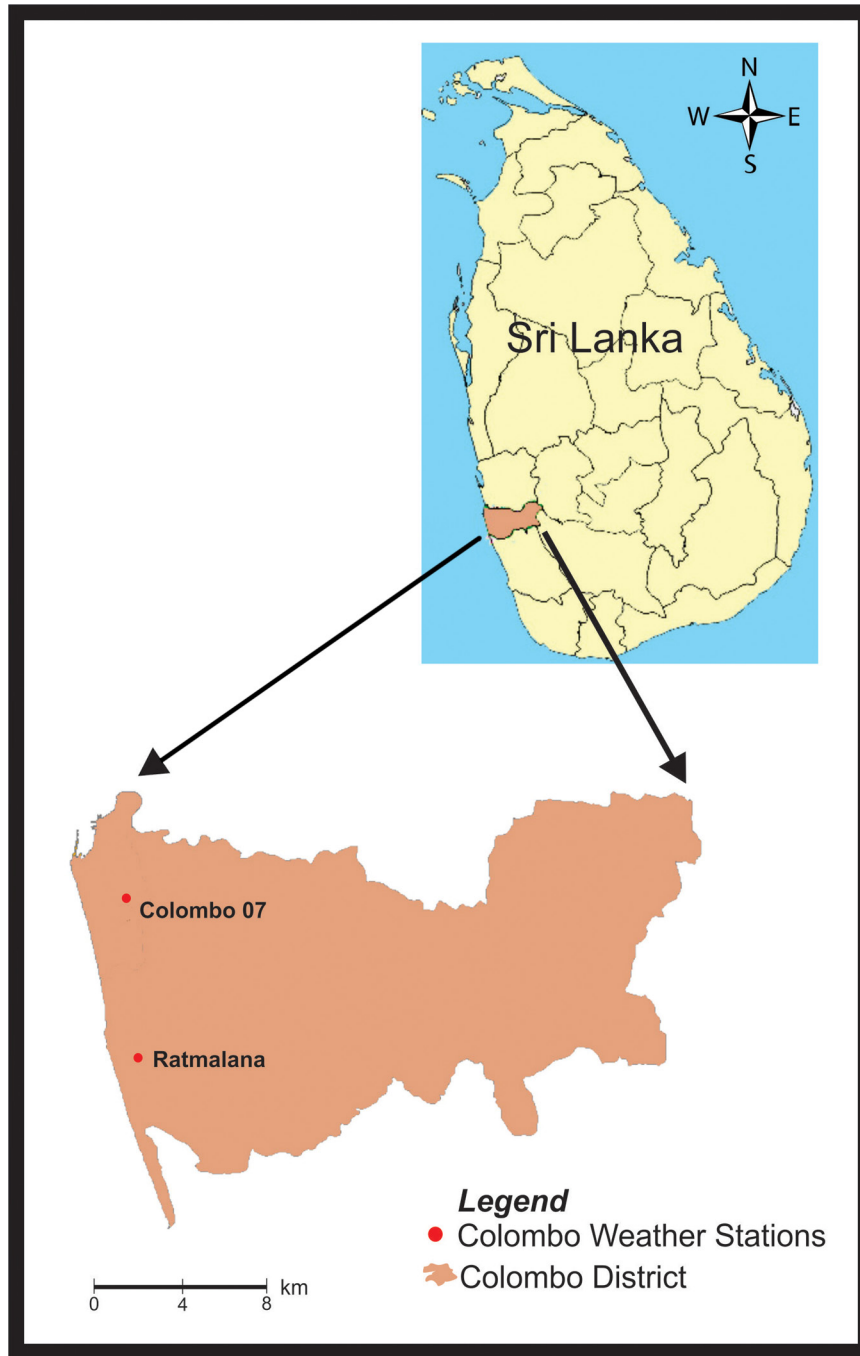 N
W E
S
Sri Lanka
Colombo 07
Ratmalana
Legend
Colombo Weather Stations
Colombo District
km
0 4 8